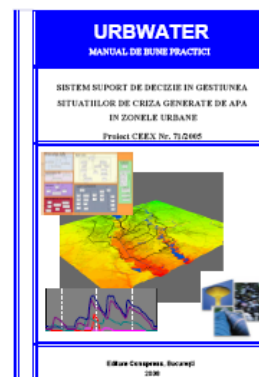 URBWATER
MANUAL DE BUNE PRACTICI
SISTEM SUPORT DE DECIZIE IN GESTIUNEA
SITUATIILOR DE CRIZA GENERATE DE APA
IN ZONELE URBANE
Proiect CEEX Nr. 71/2005
Editura Conspress, Bucureşti
2008